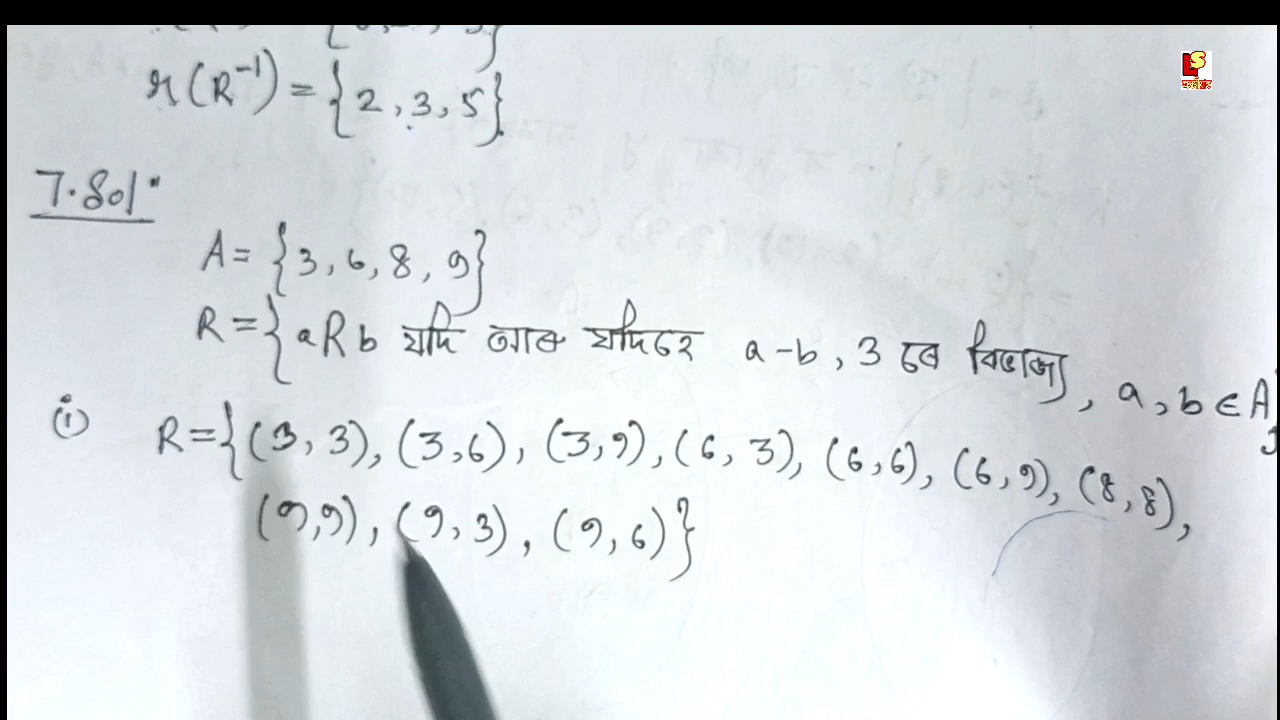 r(R⁻¹) = {2, 3, 5}.
7. Sol.
A = {3, 6, 8, 9}
R = {aRb যদি আৰু যদিহে a-b, 3 ৰে বিভাজ্য, a, b ∈ A}
(i) R = {(3, 3), (3,6), (3,9), (6, 3), (6,6), (6,9), (8,8),
(9,9), (9, 3), (9, 6)}